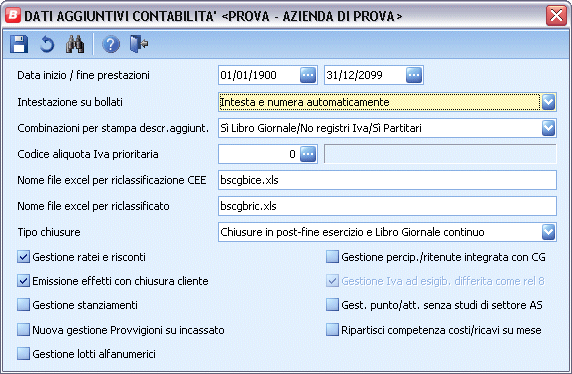 B DATI AGGIUNTIVI CONTABILITA' <PROVA - AZIENDA DI PROVA>
Data inizio / fine prestazioni 01/01/1900 ... 31/12/2099 ...
Intestazione su bollati Intesta e numera automaticamente
Combinazioni per stampa descr.aggiunt. Sì Libro Giornale/No registri Iva/Sì Partitari
Codice aliquota Iva prioritaria 0 ...
Nome file excel per riclassificazione CEE bscgbice.xls
Nome file excel per riclassificato bscgbric.xls
Tipo chiusure Chiusure in post-fine esercizio e Libro Giornale continuo
Gestione ratei e risconti Gestione percip./ritenute integrata con CG
Emissione effetti con chiusura cliente Gestione Iva ad esigib. differita come rel 8
Gestione stanziamenti Gest. punto/att. senza studi di settore AS
Nuova gestione Provvigioni su incassato Ripartisci competenza costi/ricavi su mese
Gestione lotti alfanumerici